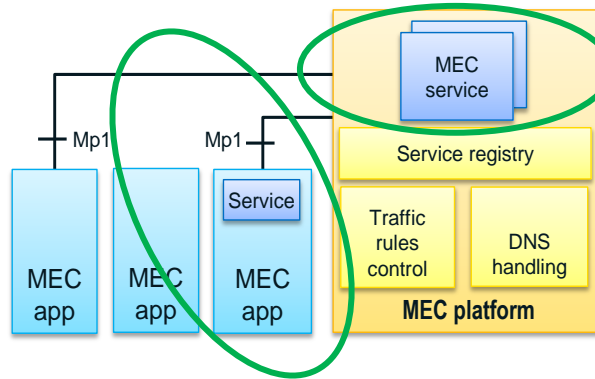 MEC
service
Mp1
Mp1
Service registry
Service
Traffic
rules
control
DNS
handling
MEC
app
MEC
app
MEC
app
MEC platform